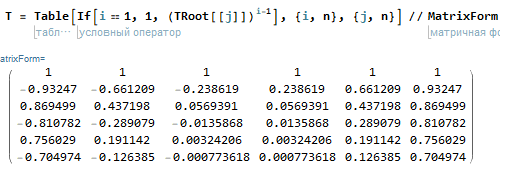 T = Table[If[i == 1, 1, (TRoot[[j]])^(i-1)], {i, n}, {j, n}] // MatrixForm
табл⋯ условный оператор матричная фо
atrixForm=
1 1 1 1 1 1
-0.93247 -0.661209 -0.238619 0.238619 0.661209 0.93247
0.869499 0.437198 0.0569391 0.0569391 0.437198 0.869499
-0.810782 -0.289079 -0.0135868 0.0135868 0.289079 0.810782
0.756029 0.191142 0.00324206 0.00324206 0.191142 0.756029
-0.704974 -0.126385 -0.000773618 0.000773618 0.126385 0.704974